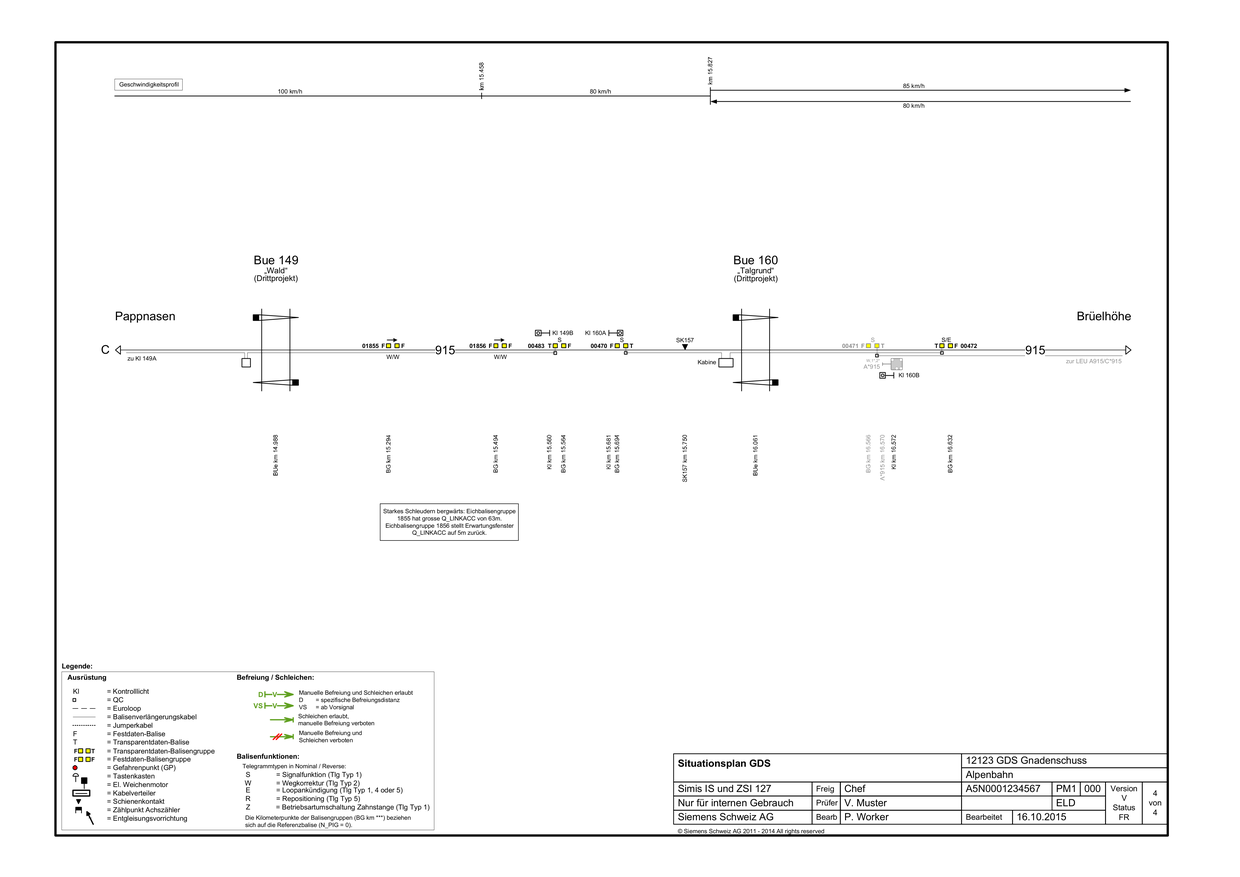 km 15.458
km 15.827
Geschwindigkeitsprofil
100 km/h
80 km/h
85 km/h
80 km/h
Bue 149
„Wald“
(Drittprojekt)
Bue 160
„Talgrund“
(Drittprojekt)
Pappnasen
Brüelhöhe
KI 149B
KI 160A
C
01855 F F
W/W
915
01856 F F
W/W
S
00483 T F
S
00470 F T
SK157
S
00471 F T
S/E
T F 00472
915
zu KI 149A
Kabine
A*915
zur LEU A915/C*915
KI 160B
BUe km 14.988
BG km 15.294
BG km 15.494
KI km 15.560
BG km 15.564
KI km 15.681
BG km 15.694
SK157 km 15.750
BUe km 16.061
BG km 16.566
A*915 km 16.570
KI km 16.572
BG km 16.632
Starkes Schleudern bergwärts: Eichbalisengruppe
1855 hat grosse Q_LINKACC von 63m.
Eichbalisengruppe 1856 stellt Erwartungsfenster
Q_LINKACC auf 5m zurück.
Legende:
Ausrüstung
KI = Kontrolllicht
= QC
= Euroloop
= Balisenverlängerungskabel
= Jumperkabel
F = Festdaten-Balise
T = Transparentdaten-Balise
F T = Transparentdaten-Balisengruppe
F F = Festdaten-Balisengruppe
= Gefahrenpunkt (GP)
= Tastenkasten
= El. Weichenmotor
= Kabelverteiler
= Schienenkontakt
= Zählpunkt Achszähler
= Entgleisungsvorrichtung
Befreiung / Schleichen:
D V Manuelle Befreiung und Schleichen erlaubt
D = spezifische Befreiungsdistanz
VS V VS = ab Vorsignal
Schleichen erlaubt,
manuelle Befreiung verboten
Manuelle Befreiung und
Schleichen verboten
Balisenfunktionen:
Telegrammtypen in Nominal / Reverse:
S = Signalfunktion (Tlg Typ 1)
W = Wegkorrektur (Tlg Typ 2)
E = Loopankündigung (Tlg Typ 1, 4 oder 5)
R = Repositioning (Tlg Typ 5)
Z = Betriebsartumschaltung Zahnstange (Tlg Typ 1)
Die Kilometerpunkte der Balisengruppen (BG km ***) beziehen
sich auf die Referenzbalise (N_PIG = 0).
Situationsplan GDS
12123 GDS Gnadenschuss
Alpenbahn
Simis IS und ZSI 127
Freig Chef
A5N0001234567 PM1 000
Version
V
Status
FR
4
von
4
Nur für internen Gebrauch
Prüfer V. Muster
ELD
Siemens Schweiz AG
Bearb P. Worker
Bearbeitet 16.10.2015
© Siemens Schweiz AG 2011 - 2014 All rights reserved